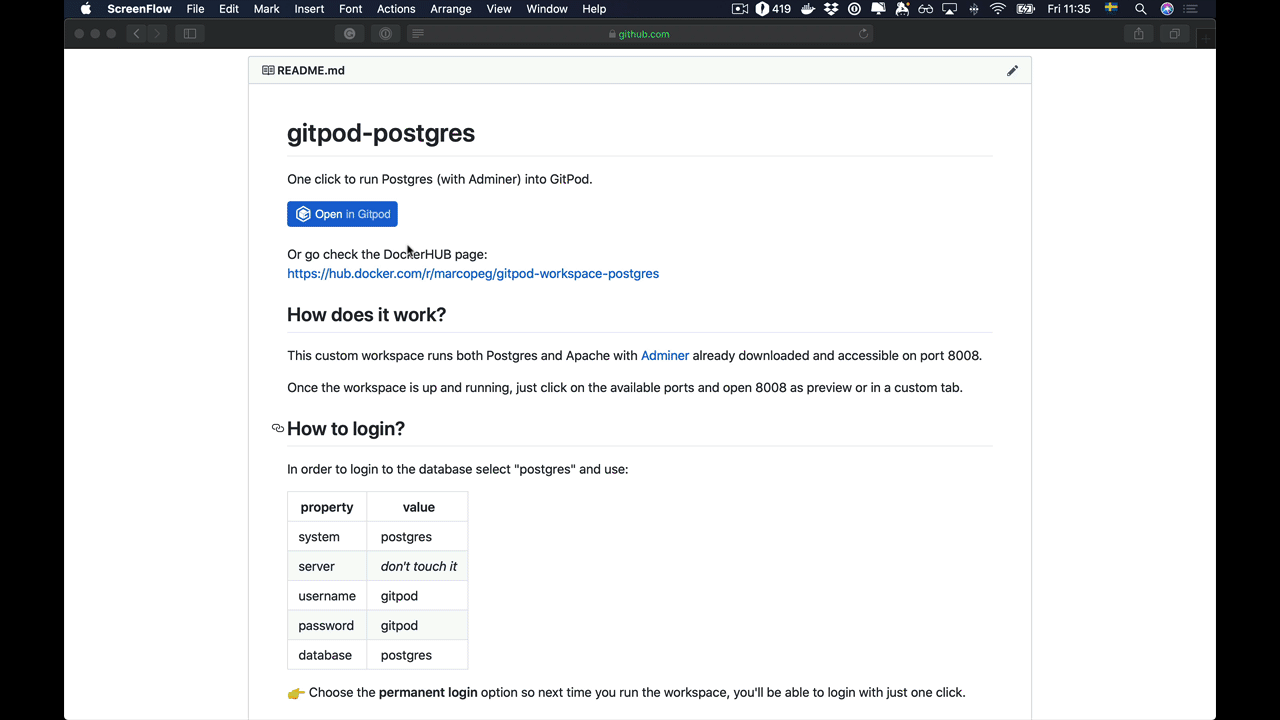 ScreenFlow File Edit Mark Insert Font Actions Arrange View Window Help 419 Fri 11:35
github.com
README.md
gitpod-postgres
One click to run Postgres (with Adminer) into GitPod.
Open in Gitpod
Or go check the DockerHUB page:
https://hub.docker.com/r/marcopeg/gitpod-workspace-postgres
How does it work?
This custom workspace runs both Postgres and Apache with Adminer already downloaded and accessible on port 8008.
Once the workspace is up and running, just click on the available ports and open 8008 as preview or in a custom tab.
How to login?
In order to login to the database select "postgres" and use:
property value
system postgres
server don't touch it
username gitpod
password gitpod
database postgres
👉 Choose the permanent login option so next time you run the workspace, you'll be able to login with just one click.